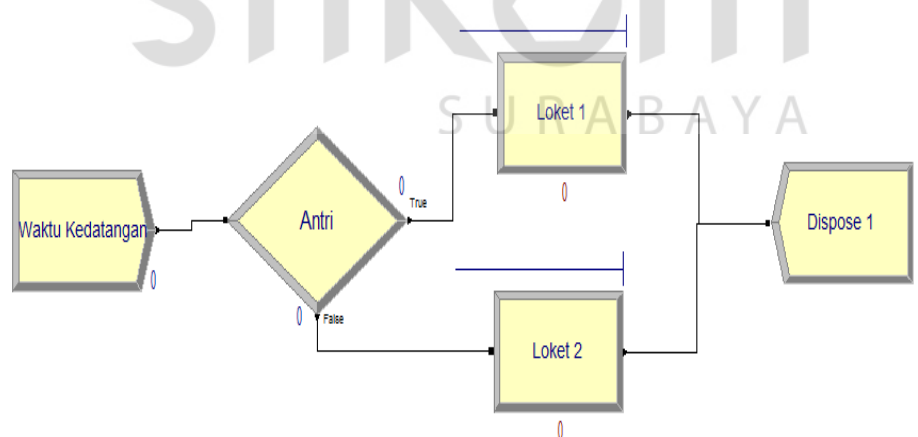 SURABAYA
Loket 1
0
Waktu Kedatangan
0
Antri
0
True
0
False
Dispose 1
Loket 2
0